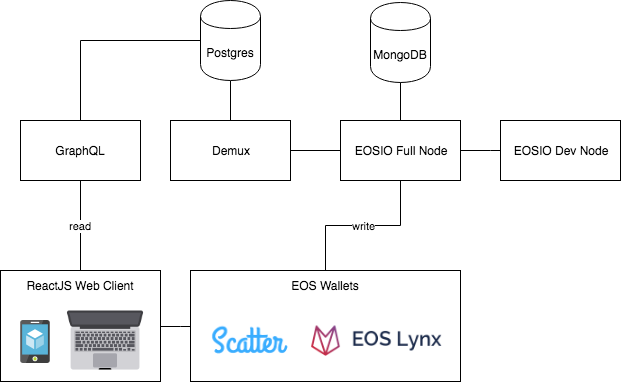 Postgres
MongoDB
GraphQL
Demux
EOSIO Full Node
EOSIO Dev Node
read
write
ReactJS Web Client
EOS Wallets
Scatter
EOS Lynx